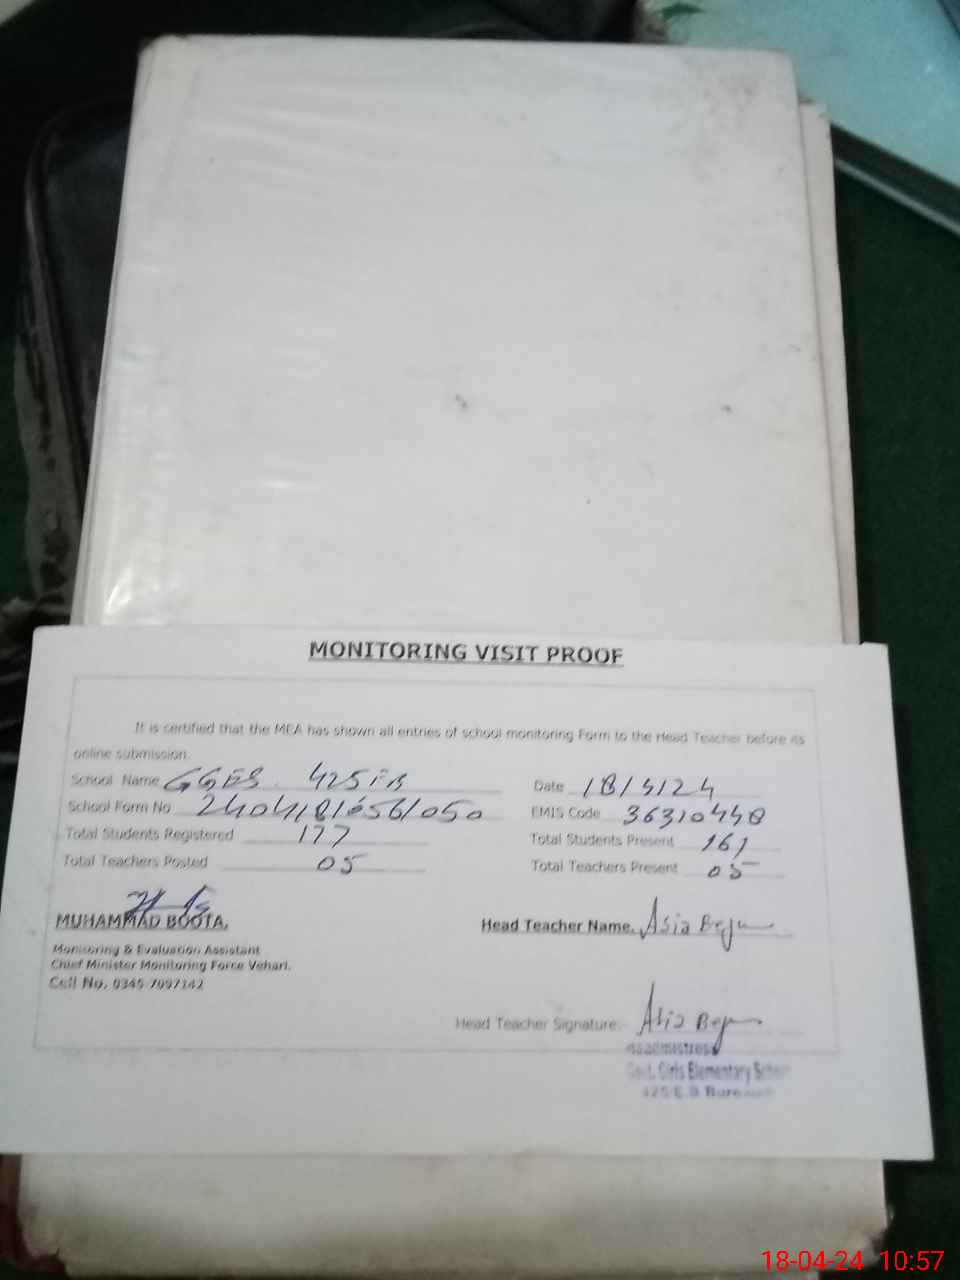 MONITORING VISIT PROOF
It is certified that the MEA has shown all entries of school monitoring Form to the Head Teacher before its
online submission.
School Name GGES 425 EB Date 18/4/24
School Form No EMIS Code 36310448
Total Students Registered 177 Total Students Present 161
Total Teachers Posted 05 Total Teachers Present 05
MUHAMMAD BOOTA, Head Teacher Name. Asia Begum
Monitoring & Evaluation Assistant
Chief Minister Monitoring Force Vehari.
Cell No. 0345 7097142
Head Teacher Signature: Asia Begum
Headmistress
Govt. Girls Elementary School
425 E.B
18-04-24 10:57